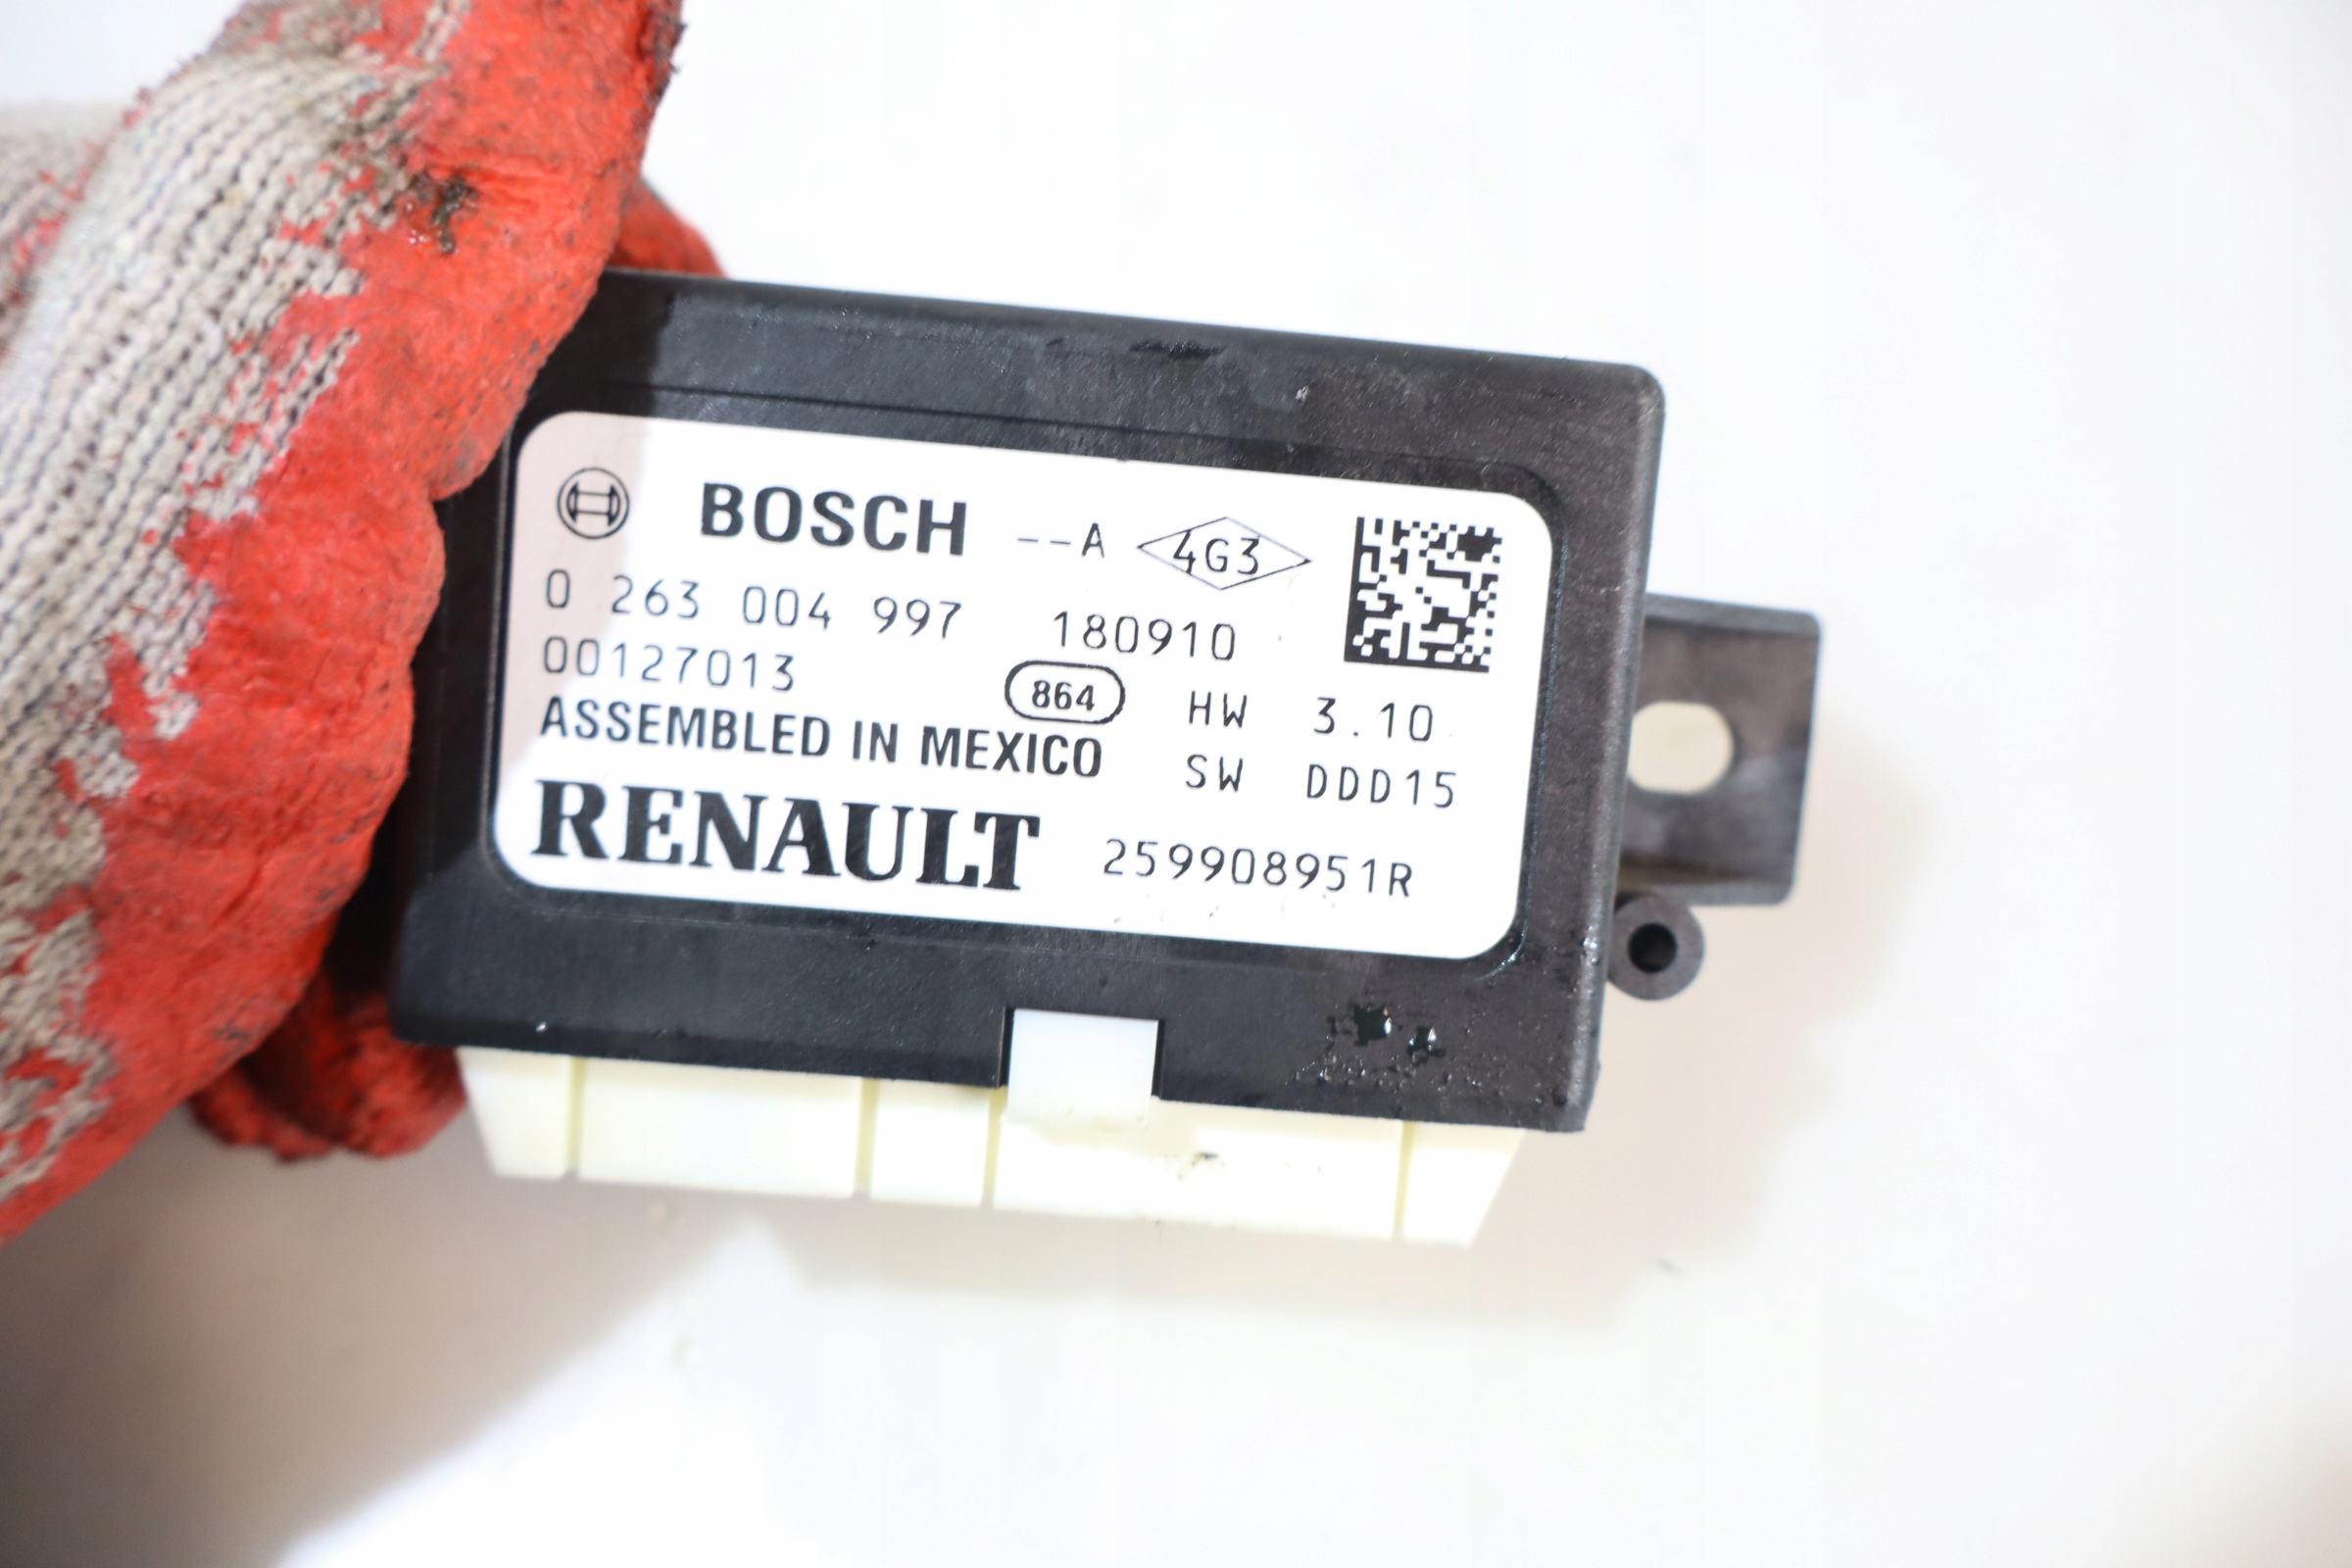 BOSCH --A 4G3
0 263 004 997 180910
00127013 864 HW 3.10
ASSEMBLED IN MEXICO SW DDD15
RENAULT 259908951R